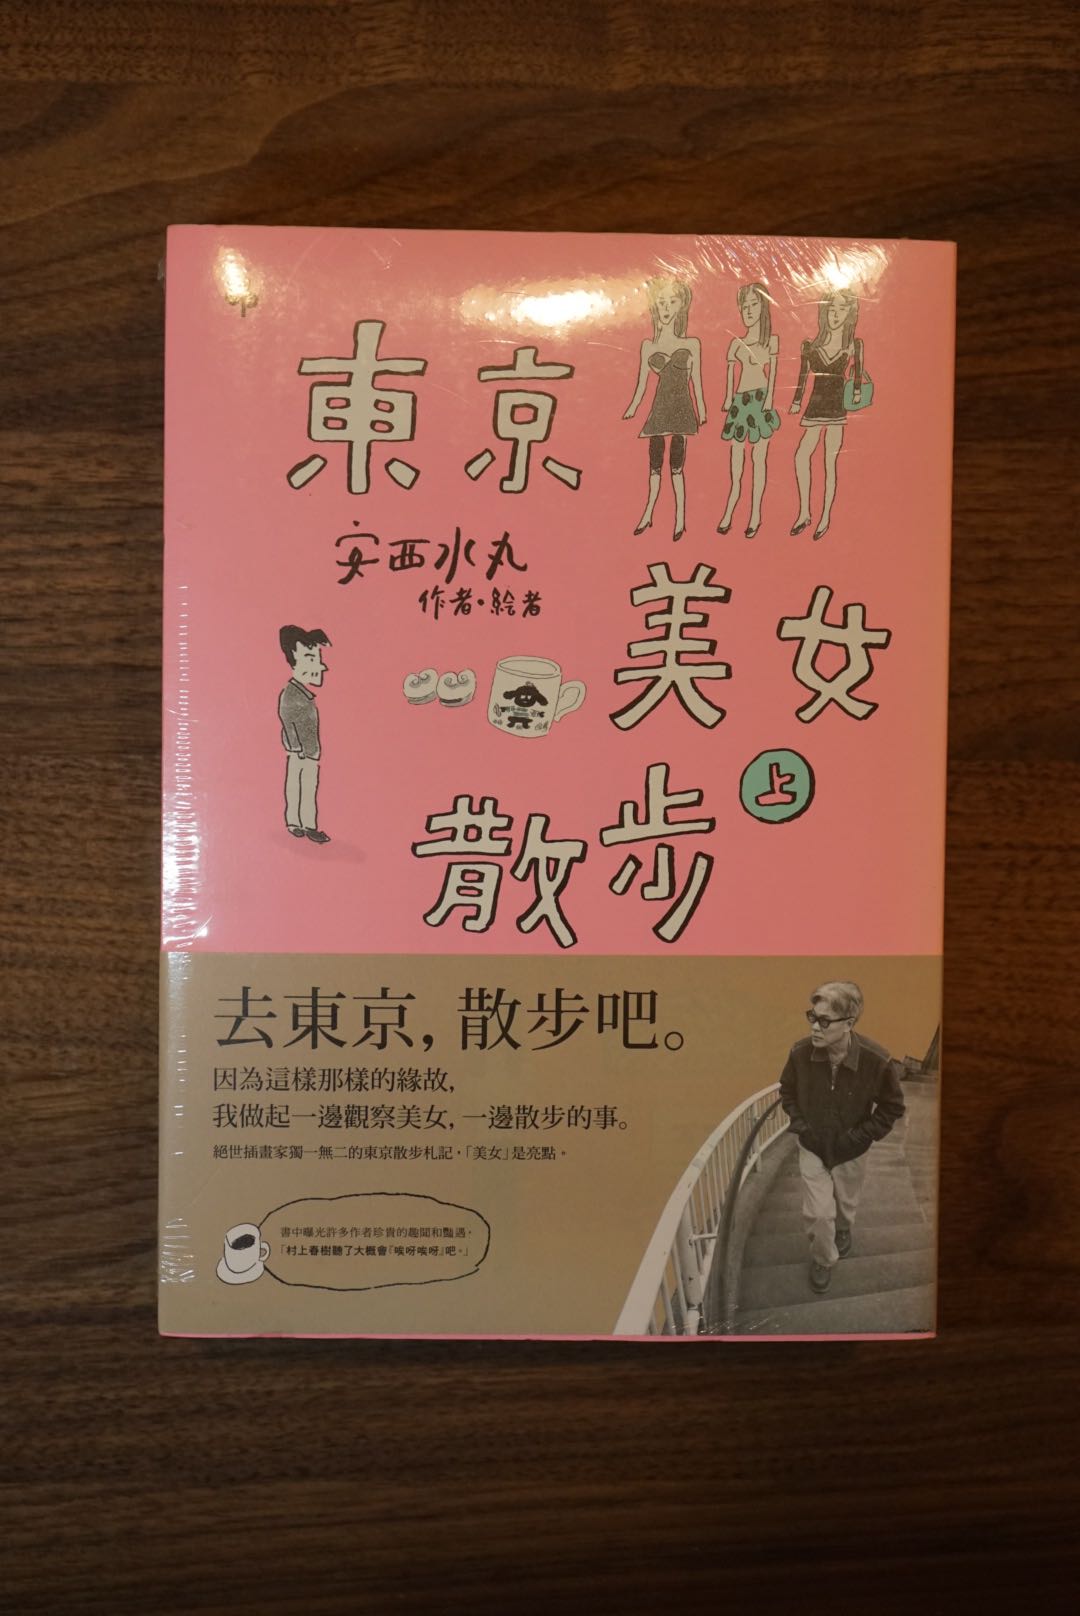 東京
安西水丸
作者・絵者
美女
散步
上
去東京，散步吧。
因為這樣那樣的緣故，
我做起一邊觀察美女，一邊散步的事。
絕世插畫家獨一無二的東京散步札記，「美女」是亮點。
書中曝光許多作者珍貴的趣聞和豔遇，
「村上春樹聽了大概會『唉呀唉呀』吧。」